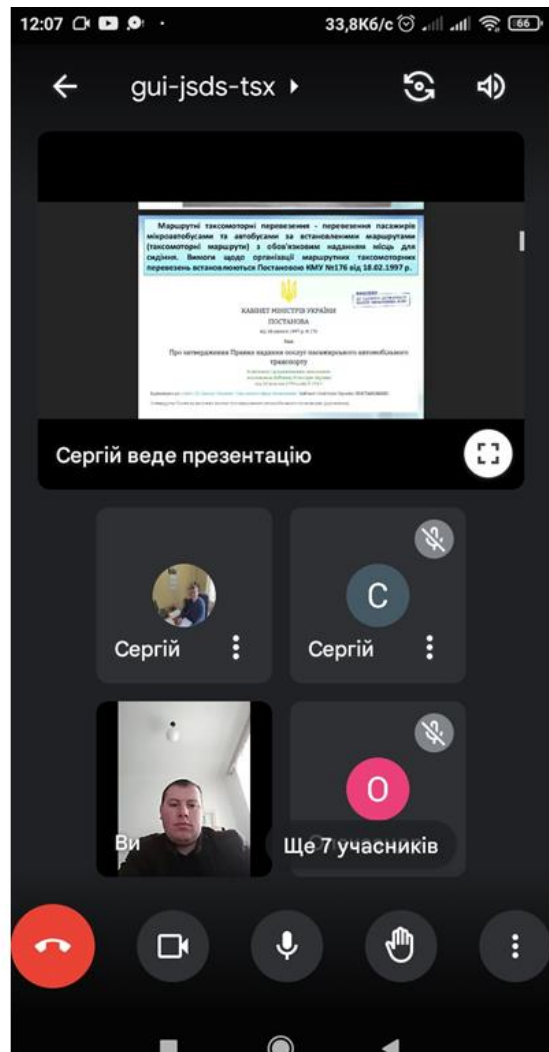 12:07
33,8Кб/с
66
gui-jsds-tsx
Маршрутні таксомоторні перевезення - перевезення пасажирів
мікроавтобусами та автобусами за встановленими маршрутами
(таксомоторні маршрути) з обов'язковим наданням місць для
сидіння. Вимоги щодо організації маршрутних таксомоторних
перевезень встановлюються Постановою КМУ №176 від 18.02.1997 р.
КАБІНЕТ МІНІСТРІВ УКРАЇНИ
ПОСТАНОВА
Про затвердження Правил надання послуг пасажирського автомобільного
транспорту
Сергій веде презентацію
Сергій
С
Сергій
Ви
О
Ще 7 учасників